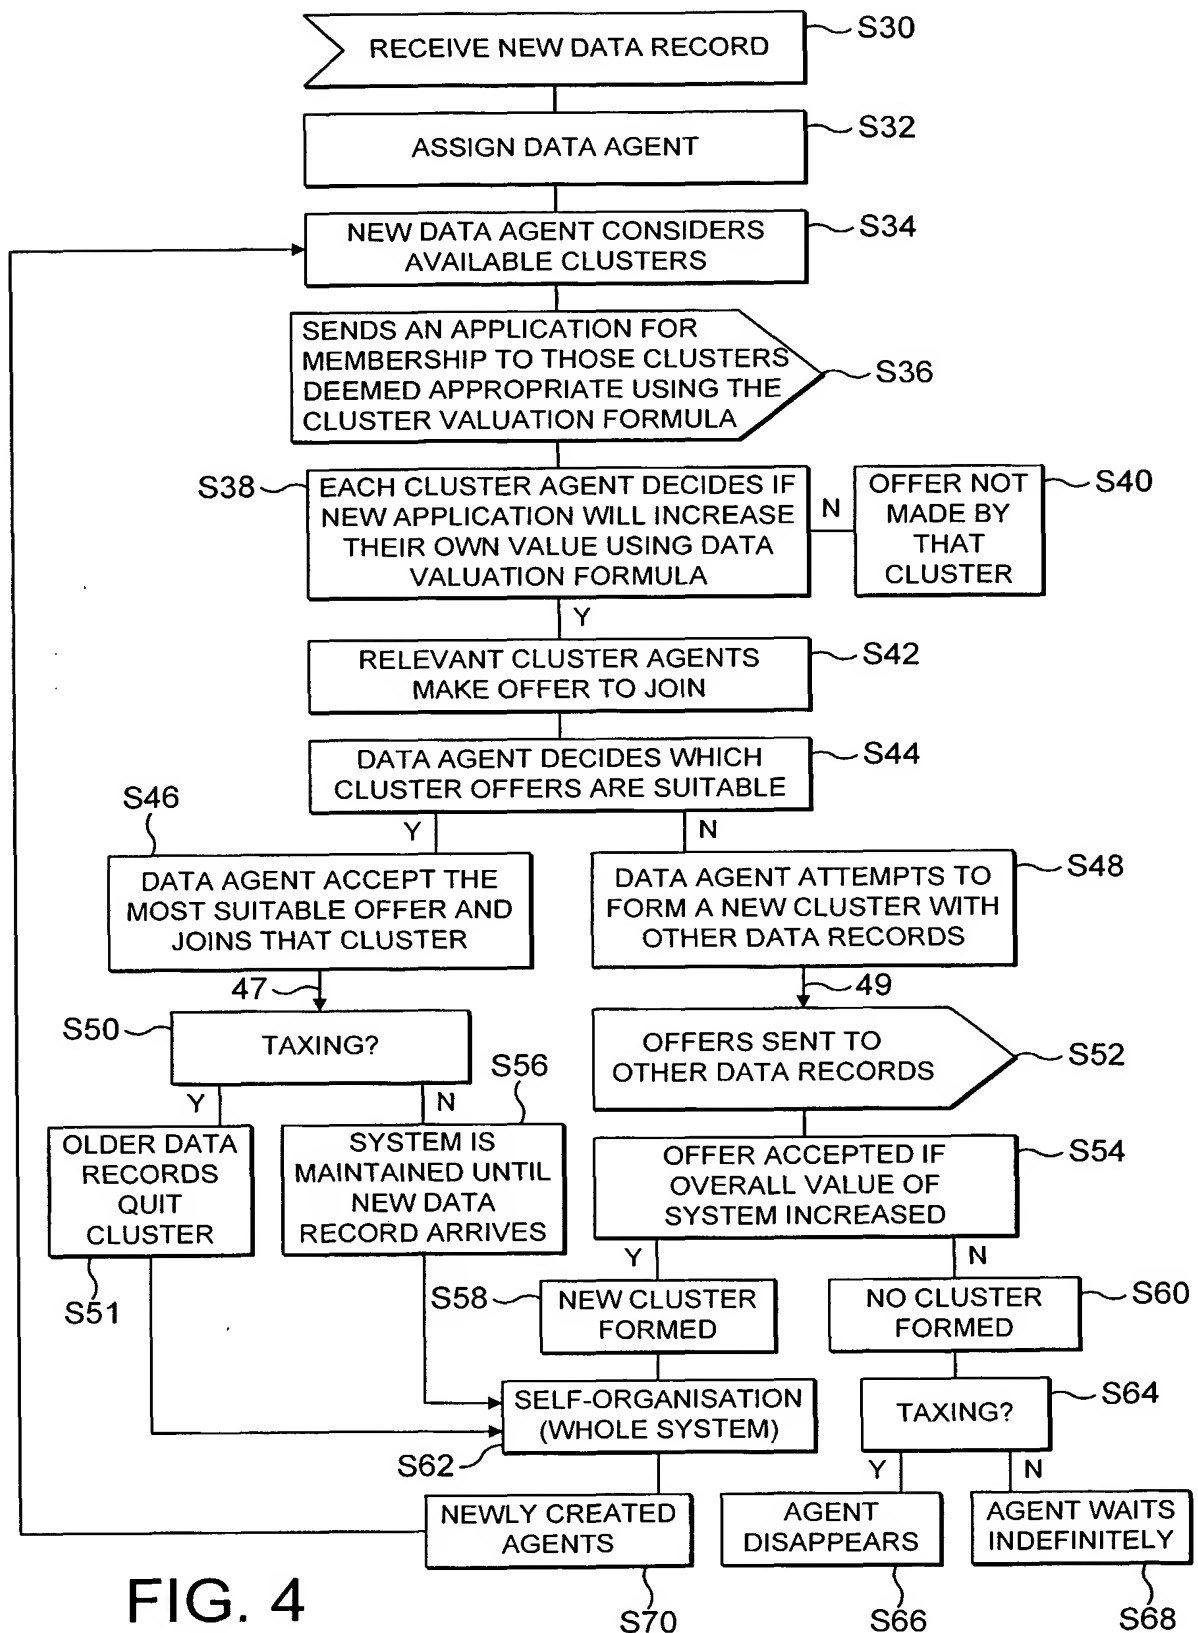 RECEIVE NEW DATA RECORD
S30
ASSIGN DATA AGENT
S32
NEW DATA AGENT CONSIDERS
AVAILABLE CLUSTERS
S34
SENDS AN APPLICATION FOR
MEMBERSHIP TO THOSE CLUSTERS
DEEMED APPROPRIATE USING THE
CLUSTER VALUATION FORMULA
S36
S38
EACH CLUSTER AGENT DECIDES IF
NEW APPLICATION WILL INCREASE
THEIR OWN VALUE USING DATA
VALUATION FORMULA
N
OFFER NOT
MADE BY
THAT
CLUSTER
S40
Y
RELEVANT CLUSTER AGENTS
MAKE OFFER TO JOIN
S42
DATA AGENT DECIDES WHICH
CLUSTER OFFERS ARE SUITABLE
S44
S46
Y
N
DATA AGENT ACCEPT THE
MOST SUITABLE OFFER AND
JOINS THAT CLUSTER
DATA AGENT ATTEMPTS TO
FORM A NEW CLUSTER WITH
OTHER DATA RECORDS
S48
47
49
S50
TAXING?
OFFERS SENT TO
OTHER DATA RECORDS
S52
Y
N
S56
OLDER DATA
RECORDS
QUIT
CLUSTER
S51
SYSTEM IS
MAINTAINED UNTIL
NEW DATA
RECORD ARRIVES
OFFER ACCEPTED IF
OVERALL VALUE OF
SYSTEM INCREASED
S54
Y
N
S58
NEW CLUSTER
FORMED
NO CLUSTER
FORMED
S60
SELF-ORGANISATION
(WHOLE SYSTEM)
S62
TAXING?
S64
Y
N
NEWLY CREATED
AGENTS
S70
AGENT
DISAPPEARS
S66
AGENT WAITS
INDEFINITELY
S68
FIG. 4